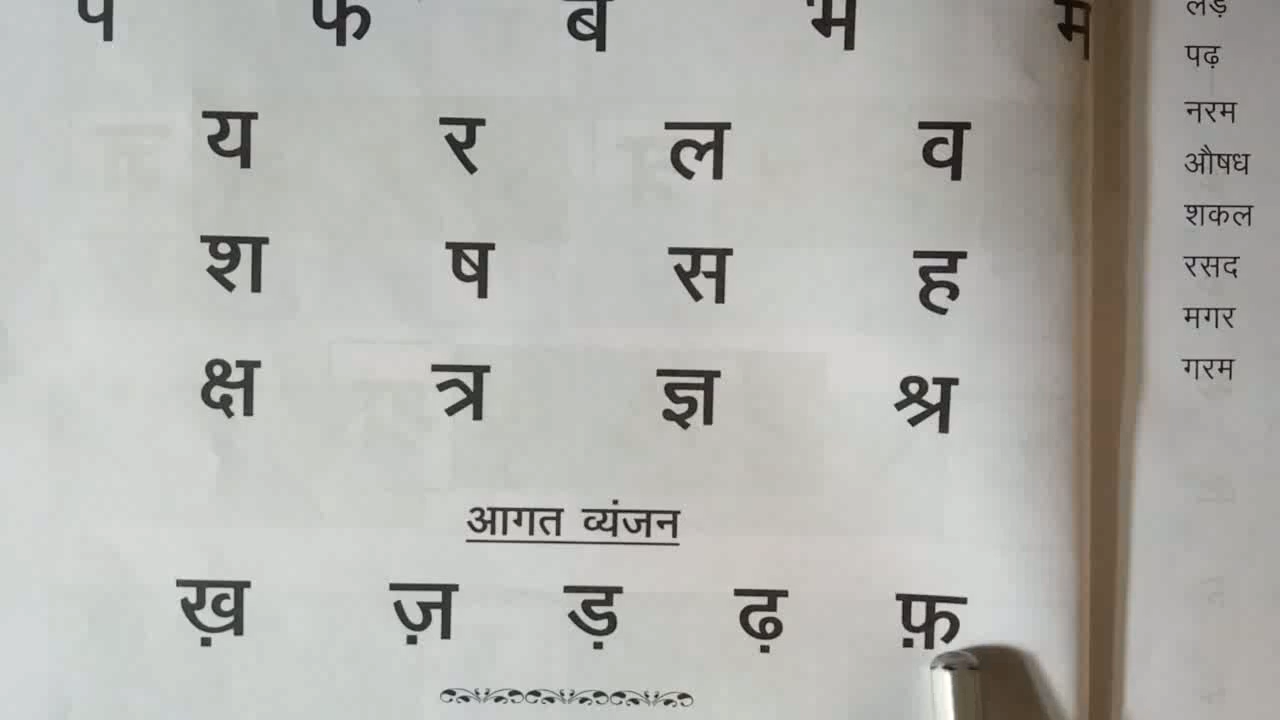 प फ ब भ म
य र ल व
श ष स ह
क्ष त्र ज्ञ श्र
आगत व्यंजन
ख़ ज़ ड़ ढ़ फ़
लड़
पढ़
नरम
औषध
शकल
रसद
मगर
गरम